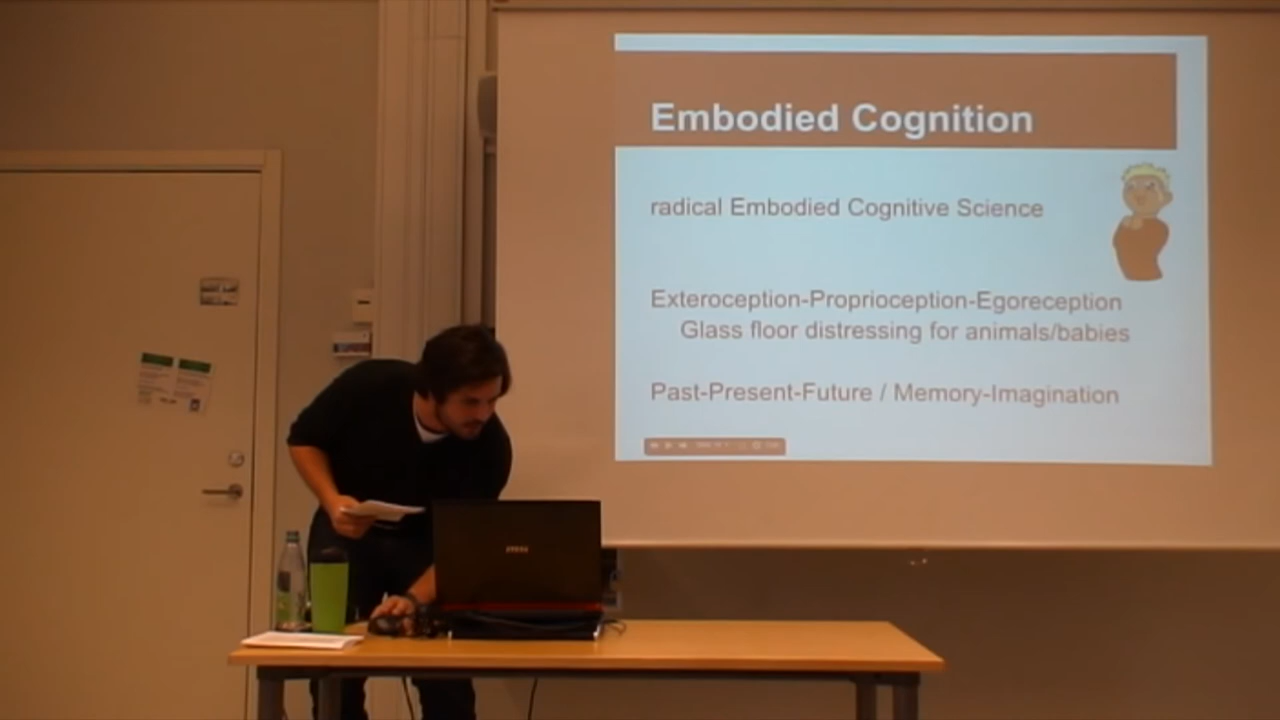 Embodied Cognition
radical Embodied Cognitive Science
Exteroception-Proprioception-Egoreception
Glass floor distressing for animals/babies
Past-Present-Future / Memory-Imagination
msi